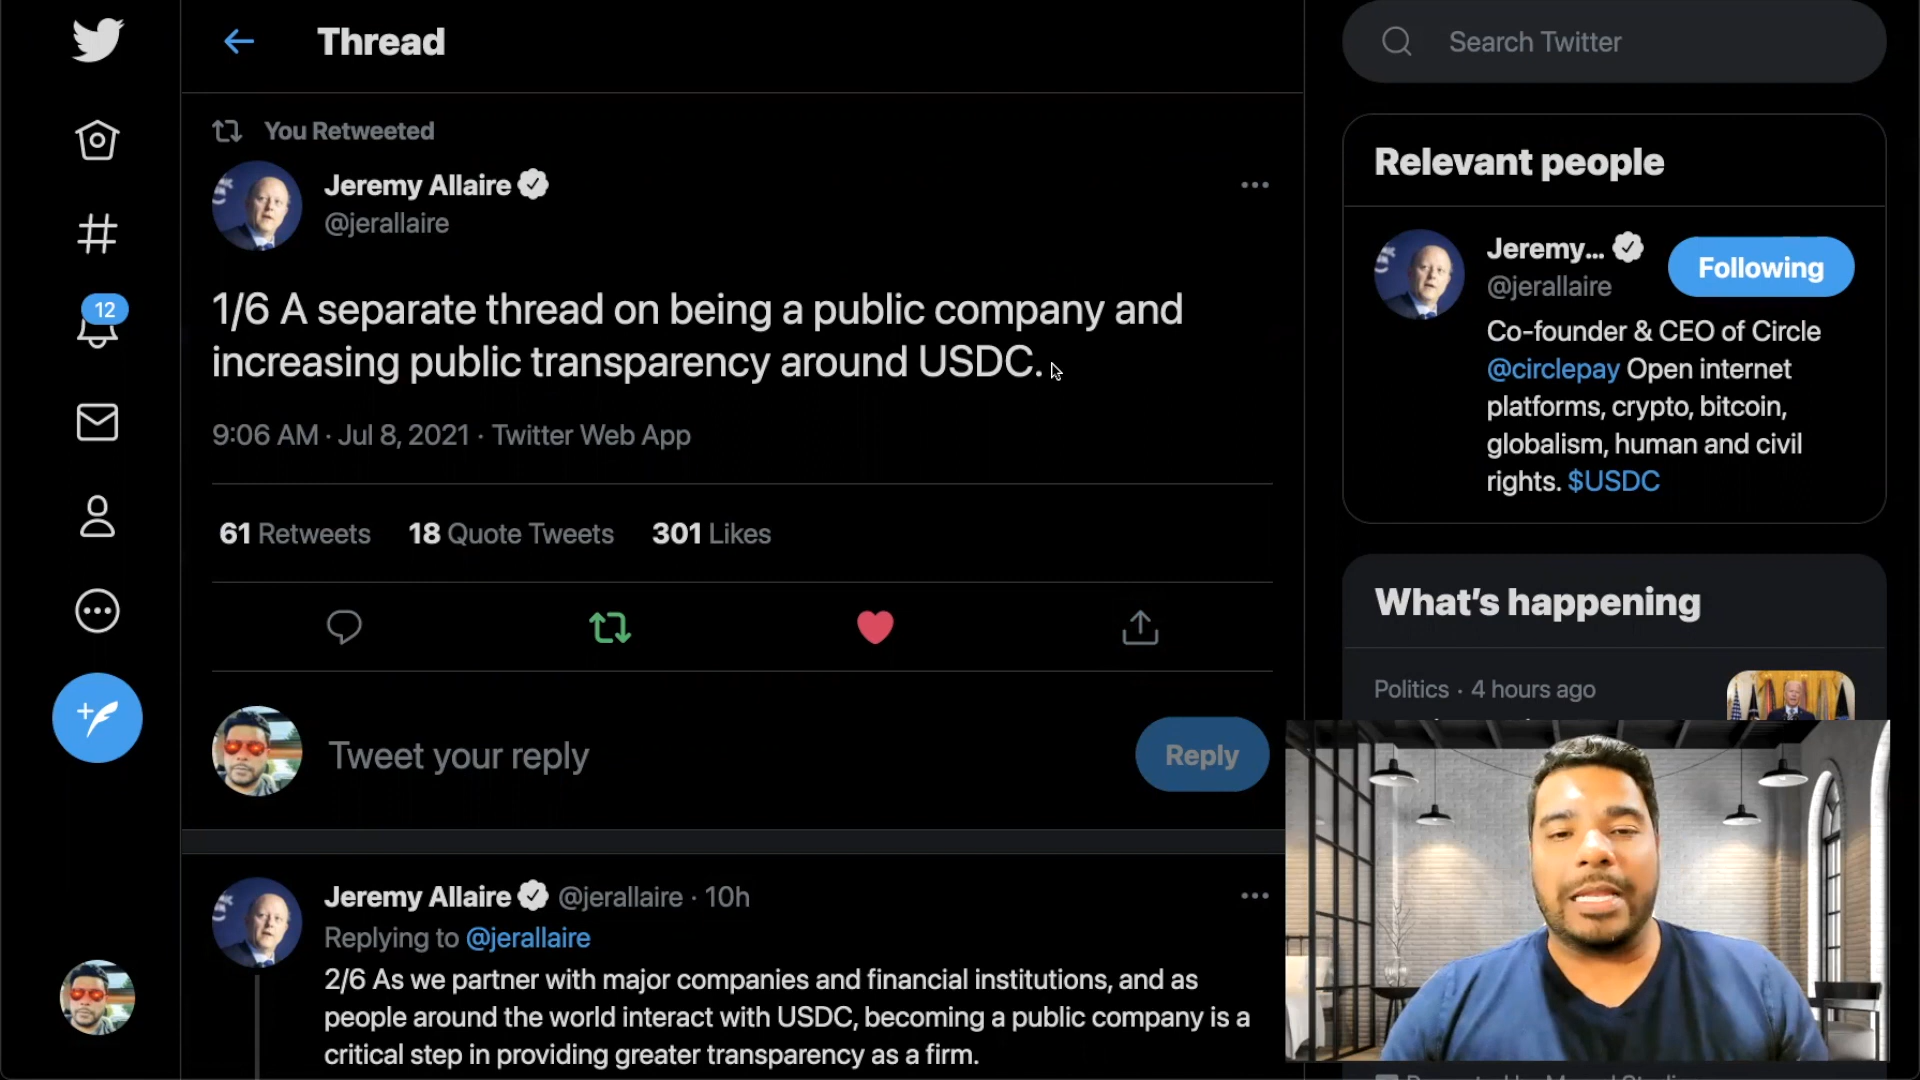 Thread
You Retweeted
Jeremy Allaire
@jerallaire
1/6 A separate thread on being a public company and
increasing public transparency around USDC.
9:06 AM · Jul 8, 2021 · Twitter Web App
61 Retweets 18 Quote Tweets 301 Likes
Tweet your reply
Reply
Jeremy Allaire @jerallaire · 10h
Replying to @jerallaire
2/6 As we partner with major companies and financial institutions, and as
people around the world interact with USDC, becoming a public company is a
critical step in providing greater transparency as a firm.
12
Search Twitter
Relevant people
Jeremy...
@jerallaire
Following
Co-founder & CEO of Circle
@circlepay Open internet
platforms, crypto, bitcoin,
globalism, human and civil
rights. $USDC
What's happening
Politics · 4 hours ago